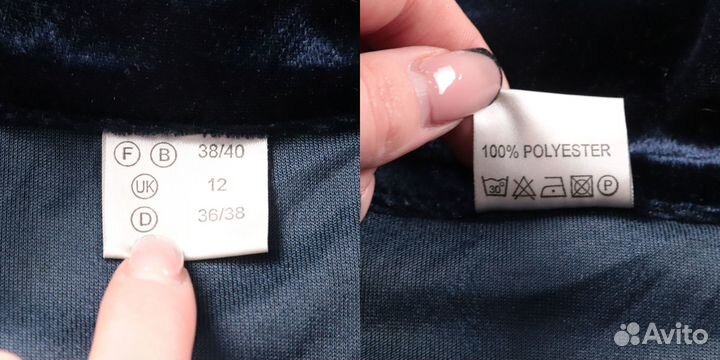 F B 38/40
UK 12
D 36/38
100% POLYESTER
30°
P
Avito